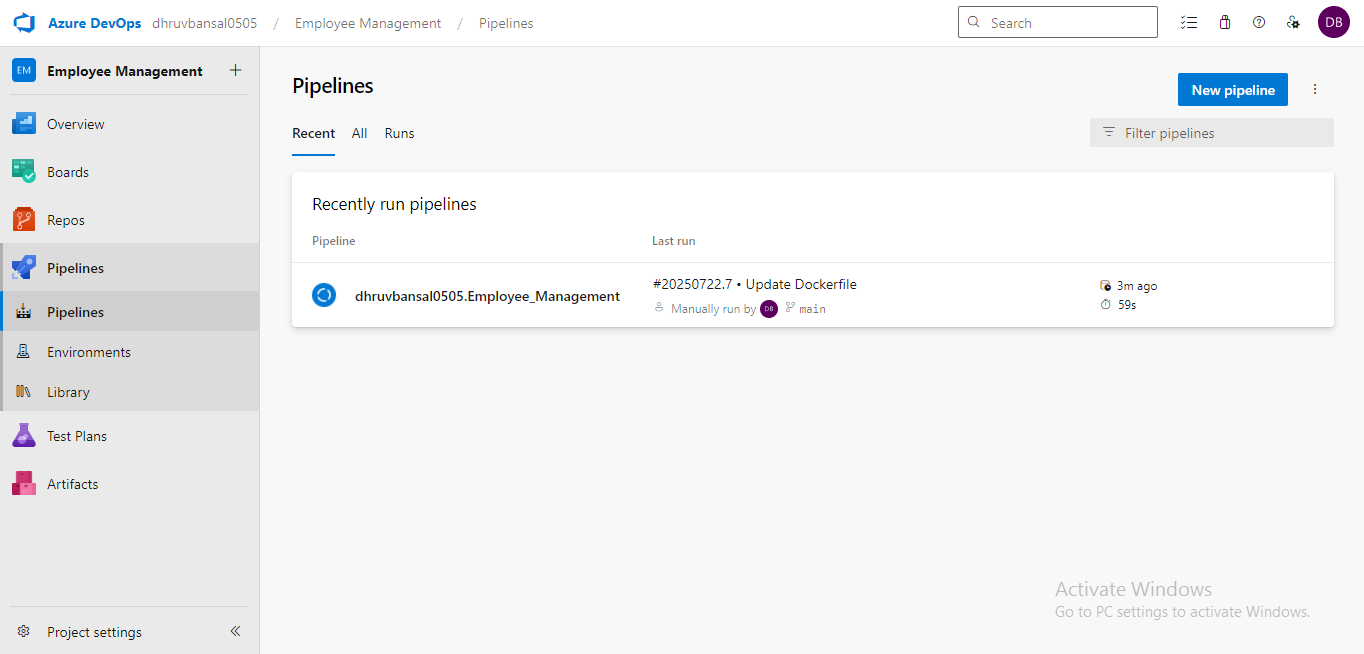 Azure DevOps dhruvbansal0505 / Employee Management / Pipelines
Search
DB
EM Employee Management
Overview
Boards
Repos
Pipelines
Pipelines
Environments
Library
Test Plans
Artifacts
Project settings
Pipelines
New pipeline
Recent All Runs
Filter pipelines
Recently run pipelines
Pipeline Last run
dhruvbansal0505.Employee_Management
#20250722.7 • Update Dockerfile
Manually run by DB main
3m ago
59s
Activate Windows
Go to PC settings to activate Windows.